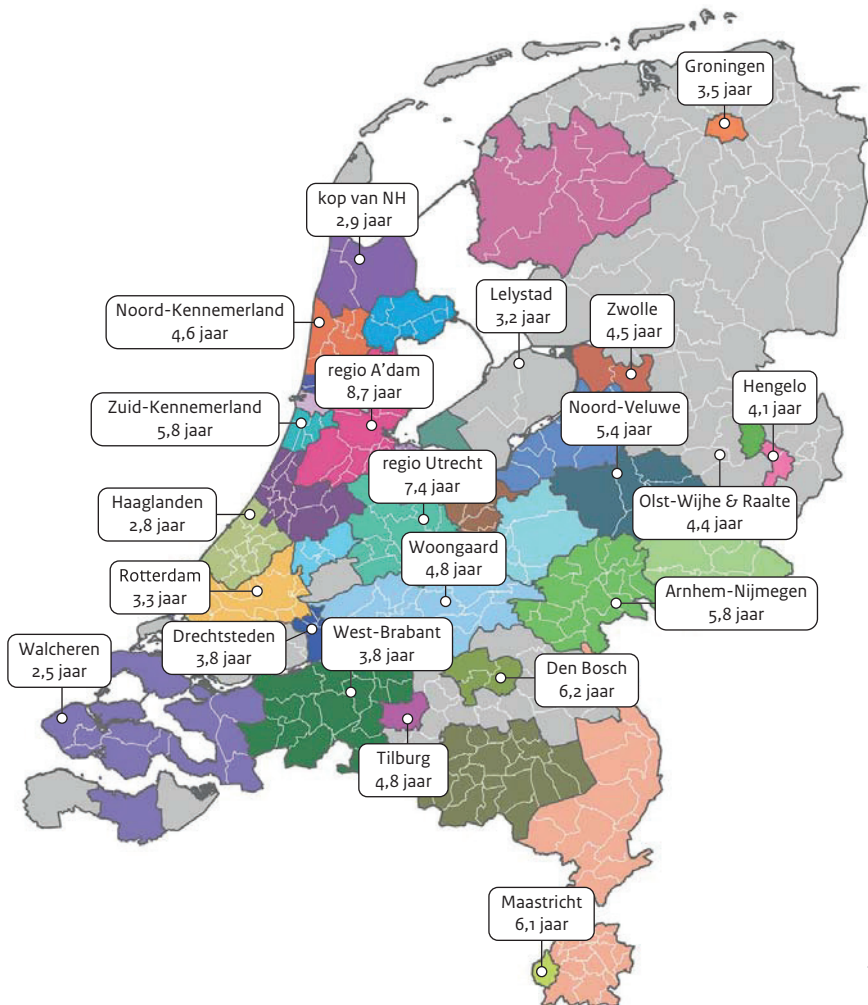 Groningen
3,5 jaar
kop van NH
2,9 jaar
Noord-Kennemerland
4,6 jaar
Lelystad
3,2 jaar
Zwolle
4,5 jaar
regio A'dam
8,7 jaar
Hengelo
4,1 jaar
Zuid-Kennemerland
5,8 jaar
Noord-Veluwe
5,4 jaar
regio Utrecht
7,4 jaar
Haaglanden
2,8 jaar
Olst-Wijhe & Raalte
4,4 jaar
Woongaard
4,8 jaar
Rotterdam
3,3 jaar
Arnhem-Nijmegen
5,8 jaar
Drechtsteden
3,8 jaar
West-Brabant
3,8 jaar
Walcheren
2,5 jaar
Den Bosch
6,2 jaar
Tilburg
4,8 jaar
Maastricht
6,1 jaar